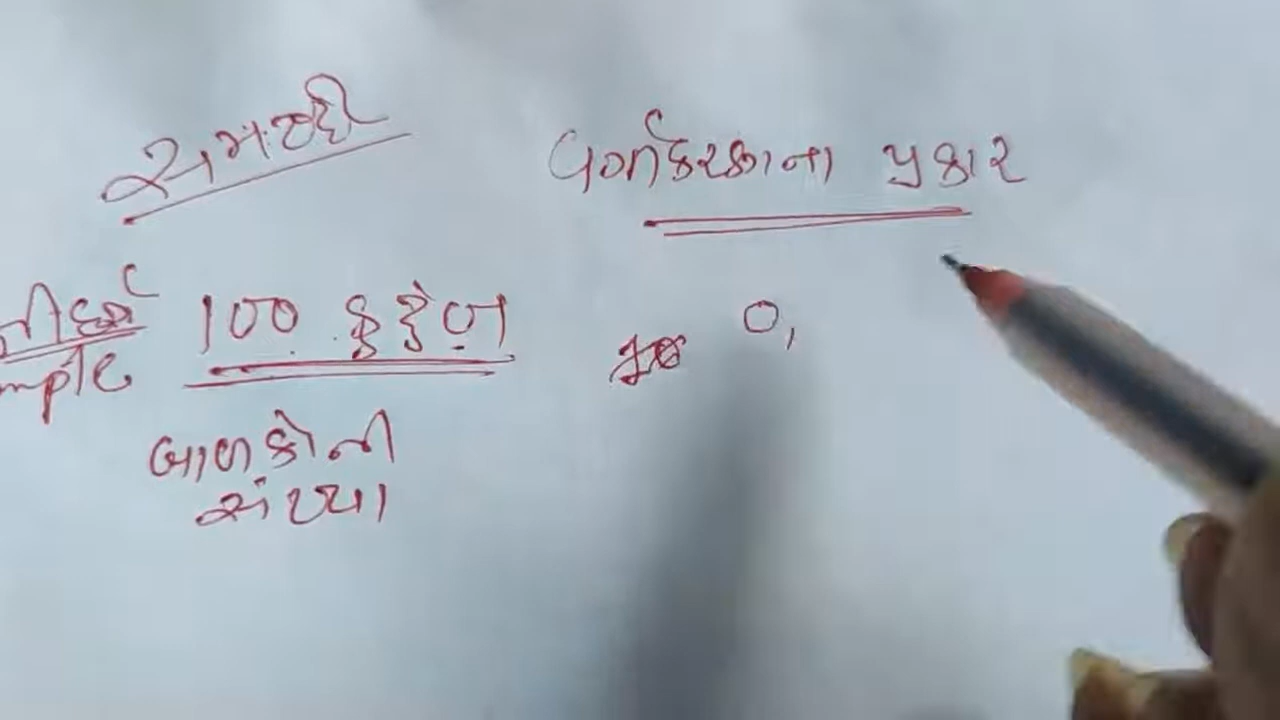 સમષ્ટી
વર્ગીકરણના પ્રકાર
100 કુટુંબ
0,
બાળકોની
સંખ્યા